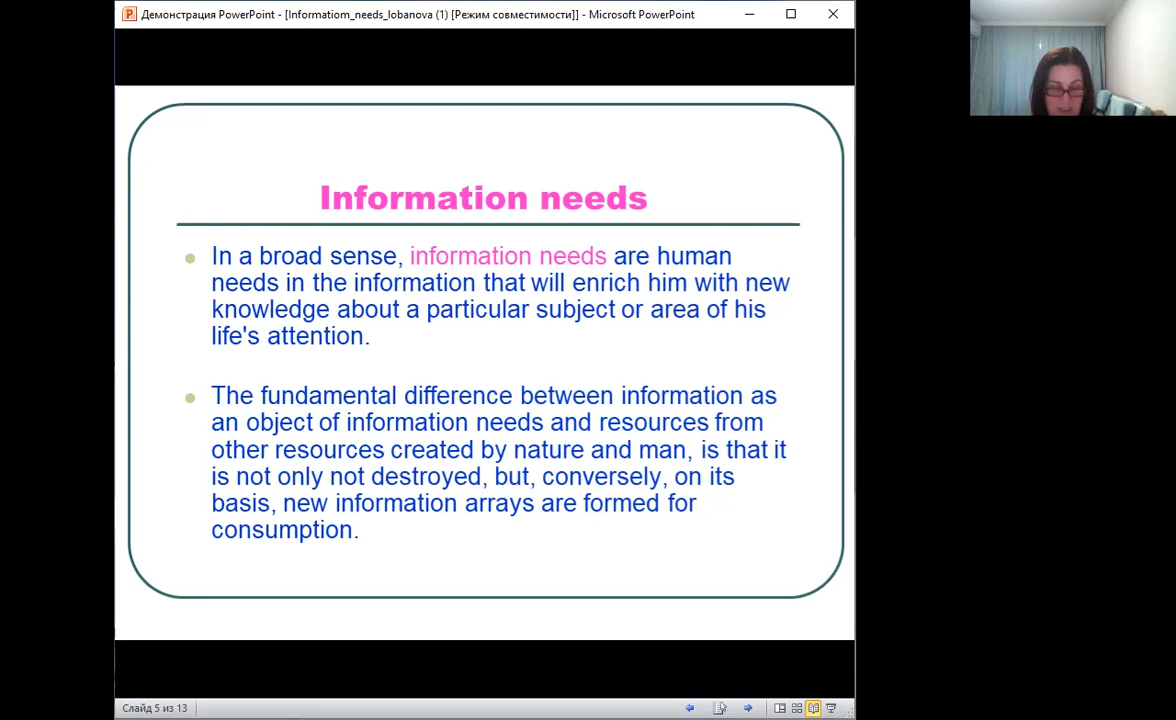 Демонстрация PowerPoint - [Informatiom_needs_lobanova (1) [Режим совместимости]] - Microsoft PowerPoint
Information needs
In a broad sense, information needs are human
needs in the information that will enrich him with new
knowledge about a particular subject or area of his
life's attention.
The fundamental difference between information as
an object of information needs and resources from
other resources created by nature and man, is that it
is not only not destroyed, but, conversely, on its
basis, new information arrays are formed for
consumption.
Слайд 5 из 13